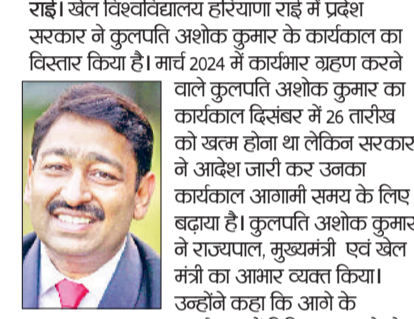 राई। खेल विश्वविद्यालय हरियाणा राई में प्रदेश
सरकार ने कुलपति अशोक कुमार के कार्यकाल का
विस्तार किया है। मार्च 2024 में कार्यभार ग्रहण करने
वाले कुलपति अशोक कुमार का
कार्यकाल दिसंबर में 26 तारीख
को खत्म होना था लेकिन सरकार
ने आदेश जारी कर उनका
कार्यकाल आगामी समय के लिए
बढ़ाया है। कुलपति अशोक कुमार
ने राज्यपाल, मुख्यमंत्री एवं खेल
मंत्री का आभार व्यक्त किया।
उन्होंने कहा कि आगे के